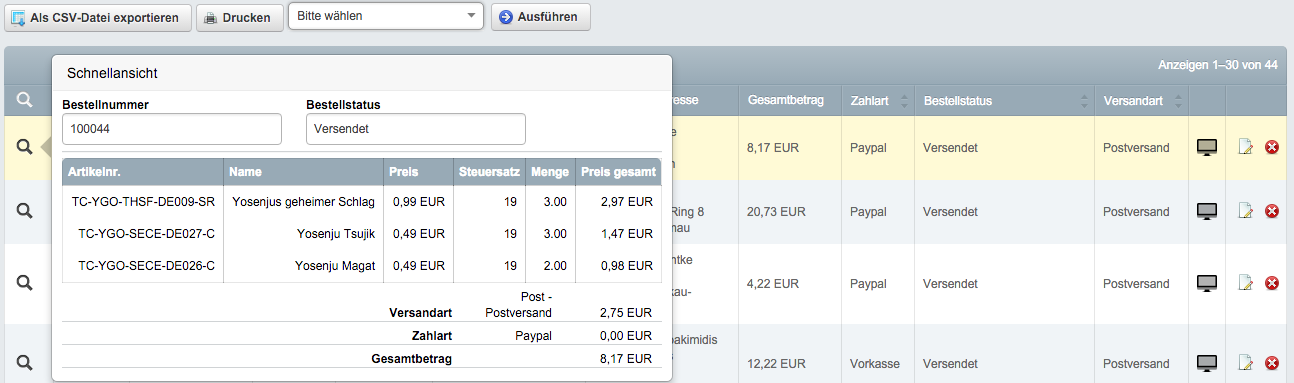 Als CSV-Datei exportieren Drucken Bitte wählen Ausführen
Anzeigen 1–30 von 44
Schnellansicht
resse Gesamtbetrag Zahlart Bestellstatus Versandart
Bestellnummer Bestellstatus
100044 Versendet
8,17 EUR Paypal Versendet Postversand
Artikelnr. Name Preis Steuersatz Menge Preis gesamt
TC-YGO-THSF-DE009-SR Yosenjus geheimer Schlag 0,99 EUR 19 3.00 2,97 EUR
Ring 8 20,73 EUR Paypal Versendet Postversand
nau
TC-YGO-SECE-DE027-C Yosenju Tsujik 0,49 EUR 19 3.00 1,47 EUR
TC-YGO-SECE-DE026-C Yosenju Magat 0,49 EUR 19 2.00 0,98 EUR
ntke
4,22 EUR Paypal Versendet Postversand
kau-
Post -
Versandart Postversand 2,75 EUR
Zahlart Paypal 0,00 EUR
oakimidis
Gesamtbetrag 8,17 EUR
12,22 EUR Vorkasse Versendet Postversand